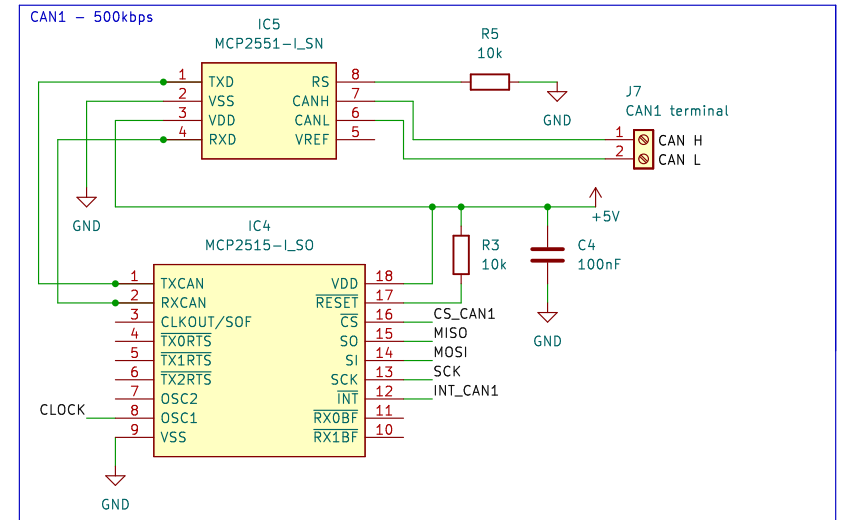 CAN1 – 500kbps
IC5
MCP2551-I_SN
R5
10k
1 TXD
2 VSS
3 VDD
4 RXD
RS 8
CANH 7
CANL 6
VREF 5
GND
J7
CAN1 terminal
1 CAN H
2 CAN L
GND
+5V
IC4
MCP2515-I_SO
R3
10k
C4
100nF
1 TXCAN
2 RXCAN
3 CLKOUT/SOF
4 TX0RTS
5 TX1RTS
6 TX2RTS
7 OSC2
CLOCK 8 OSC1
9 VSS
VDD 18
RESET 17
CS 16 CS_CAN1
SO 15 MISO
SI 14 MOSI
SCK 13 SCK
INT 12 INT_CAN1
RX0BF 11
RX1BF 10
GND
GND